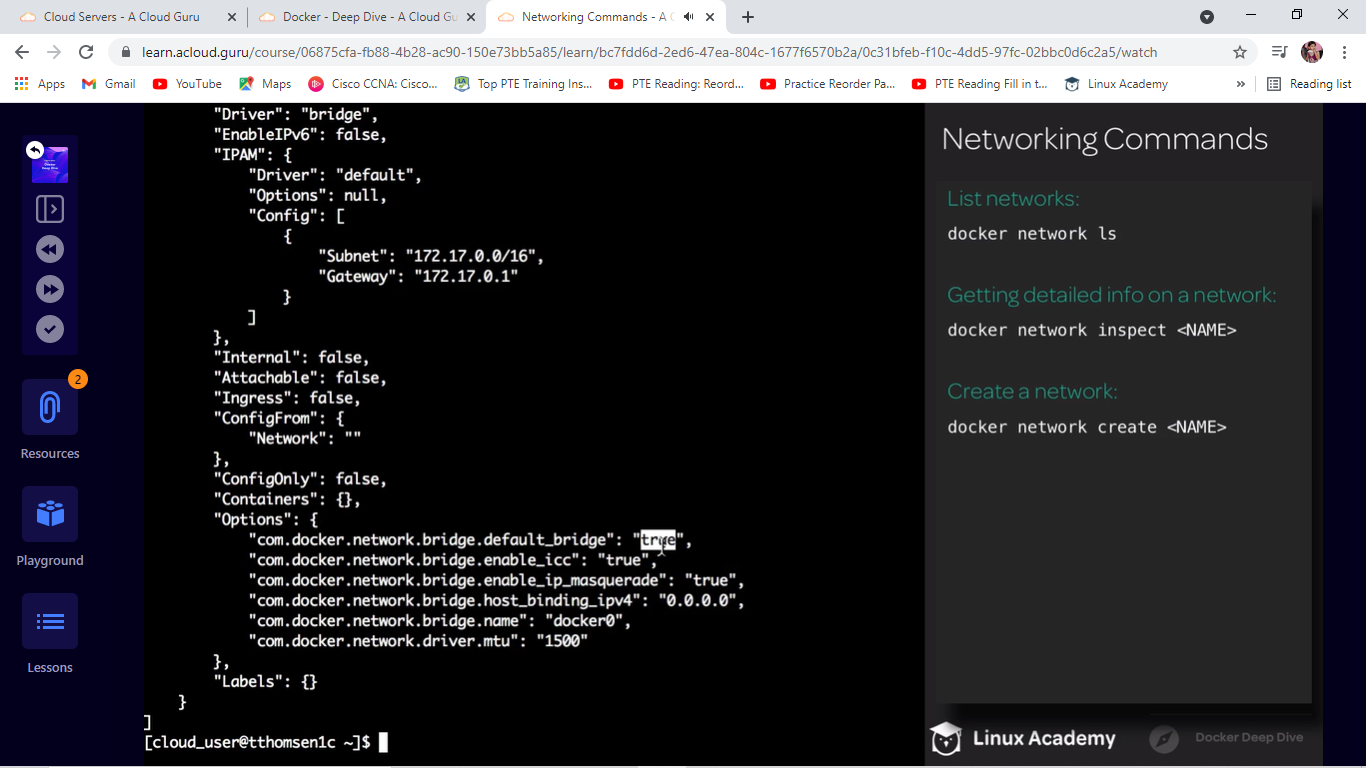 Cloud Servers - A Cloud Guru
Docker - Deep Dive - A Cloud Gu
Networking Commands - A C
learn.acloud.guru/course/06875cfa-fb88-4b28-ac90-150e73bb5a85/learn/bc7fdd6d-2ed6-47ea-804c-1677f6570b2a/0c31bfeb-f10c-4dd5-97fc-02bbc0d6c2a5/watch
Apps Gmail YouTube Maps Cisco CCNA: Cisco... Top PTE Training Ins... PTE Reading: Reord... Practice Reorder Pa... PTE Reading Fill in t... Linux Academy » Reading list
Docker
Deep Dive
2
Resources
Playground
Lessons
"Driver": "bridge",
"EnableIPv6": false,
"IPAM": {
"Driver": "default",
"Options": null,
"Config": [
{
"Subnet": "172.17.0.0/16",
"Gateway": "172.17.0.1"
}
]
},
"Internal": false,
"Attachable": false,
"Ingress": false,
"ConfigFrom": {
"Network": ""
},
"ConfigOnly": false,
"Containers": {},
"Options": {
"com.docker.network.bridge.default_bridge": "true",
"com.docker.network.bridge.enable_icc": "true",
"com.docker.network.bridge.enable_ip_masquerade": "true",
"com.docker.network.bridge.host_binding_ipv4": "0.0.0.0",
"com.docker.network.bridge.name": "docker0",
"com.docker.network.driver.mtu": "1500"
},
"Labels": {}
}
]
[cloud_user@tthomsen1c ~]$
Networking Commands
List networks:
docker network ls
Getting detailed info on a network:
docker network inspect <NAME>
Create a network:
docker network create <NAME>
Linux Academy
Docker Deep Dive